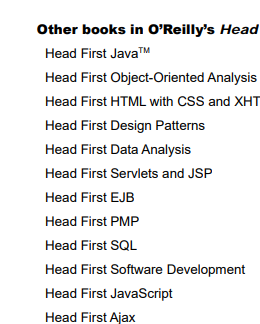 Other books in O'Reilly's Head
Head First Java™
Head First Object-Oriented Analysis
Head First HTML with CSS and XHT
Head First Design Patterns
Head First Data Analysis
Head First Servlets and JSP
Head First EJB
Head First PMP
Head First SQL
Head First Software Development
Head First JavaScript
Head First Ajax